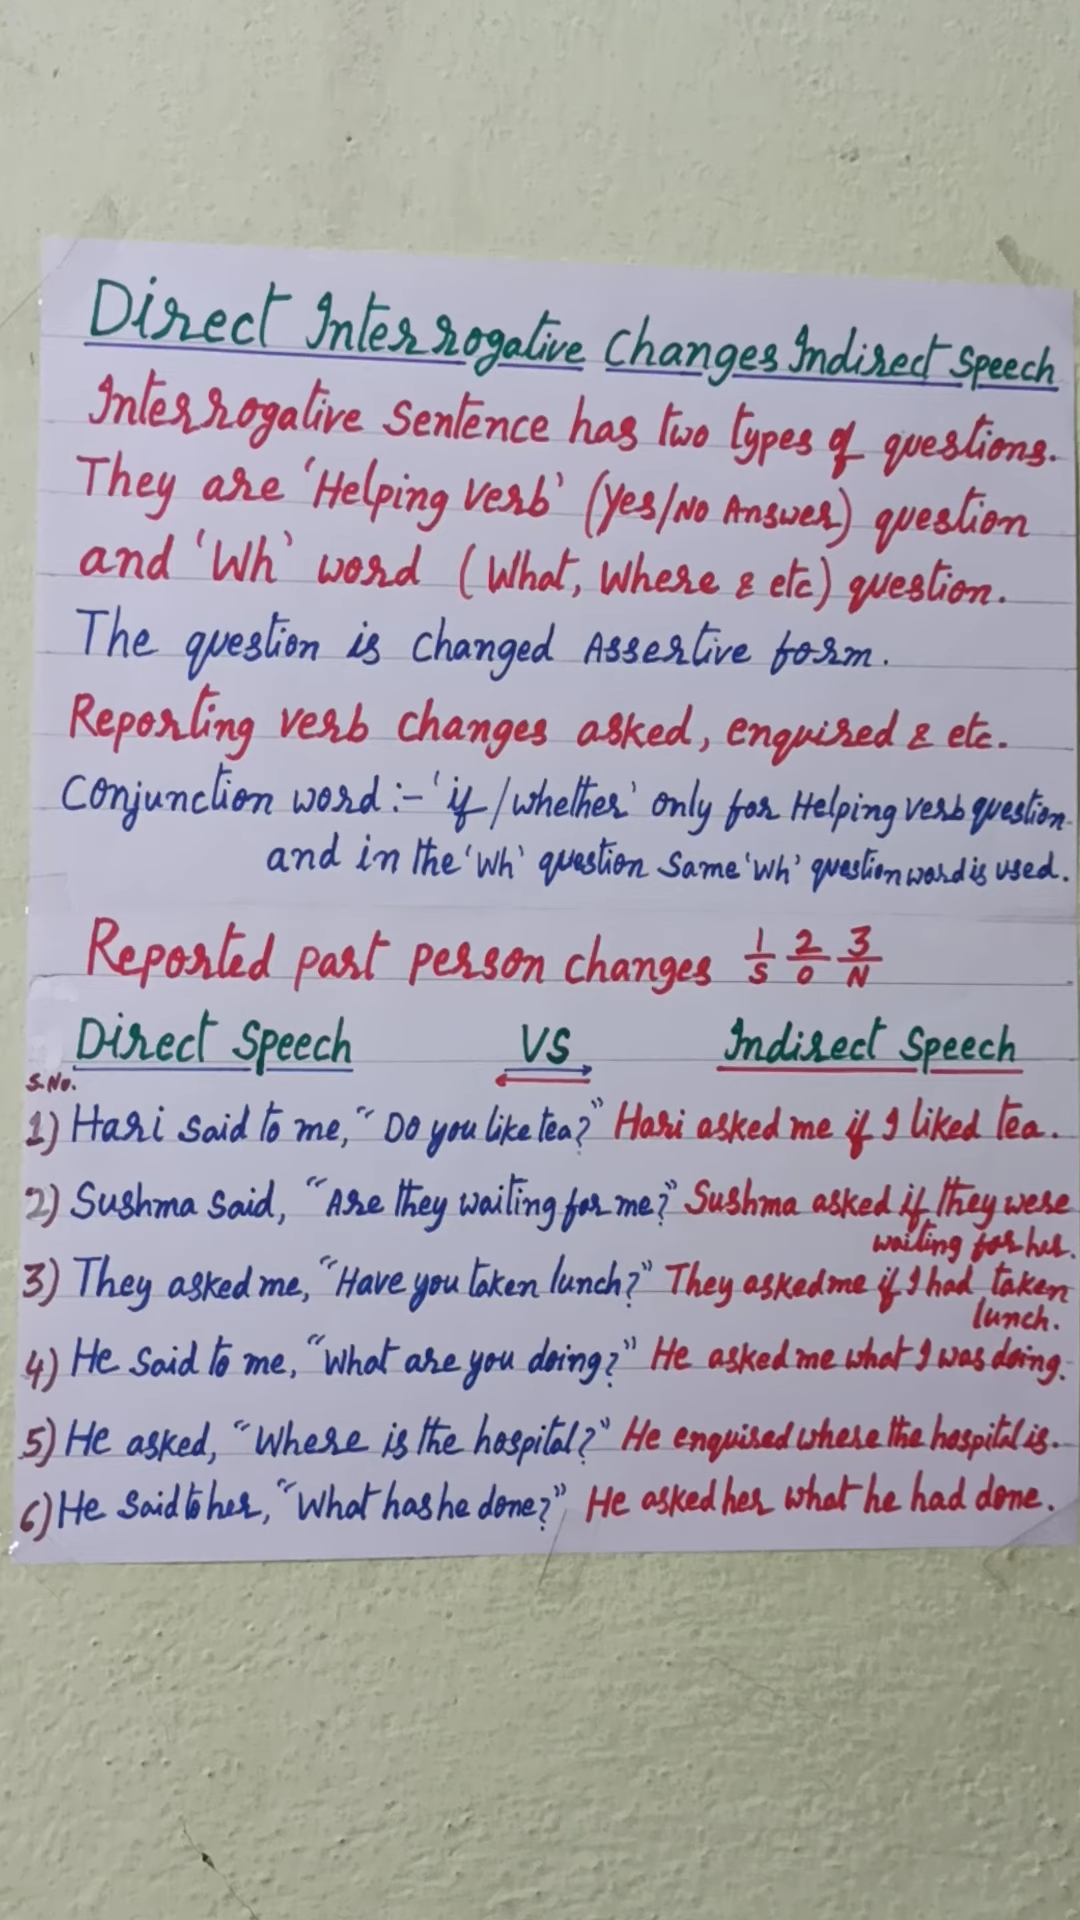 Direct Interrogative Changes Indirect Speech
Interrogative Sentence has two types of questions.
They are 'Helping verb' (Yes/No Answer) question
and 'Wh' word (What, Where & etc) question.
The question is changed Assertive form.
Reporting verb changes asked, enquired & etc.
Conjunction word :- 'if/whether' only for Helping verb question
and in the 'Wh' question Same 'Wh' question word is used.
Reported part person changes 1/S 2/O 3/N
Direct Speech VS Indirect Speech
S.No.
1) Hari said to me, "Do you like tea?" Hari asked me if I liked tea.
2) Sushma said, "Are they waiting for me?" Sushma asked if they were
waiting for her.
3) They asked me, "Have you taken lunch?" They asked me if I had taken
lunch.
4) He said to me, "What are you doing?" He asked me what I was doing.
5) He asked, "Where is the hospital?" He enquired where the hospital is.
6) He said to her, "What has he done?" He asked her what he had done.